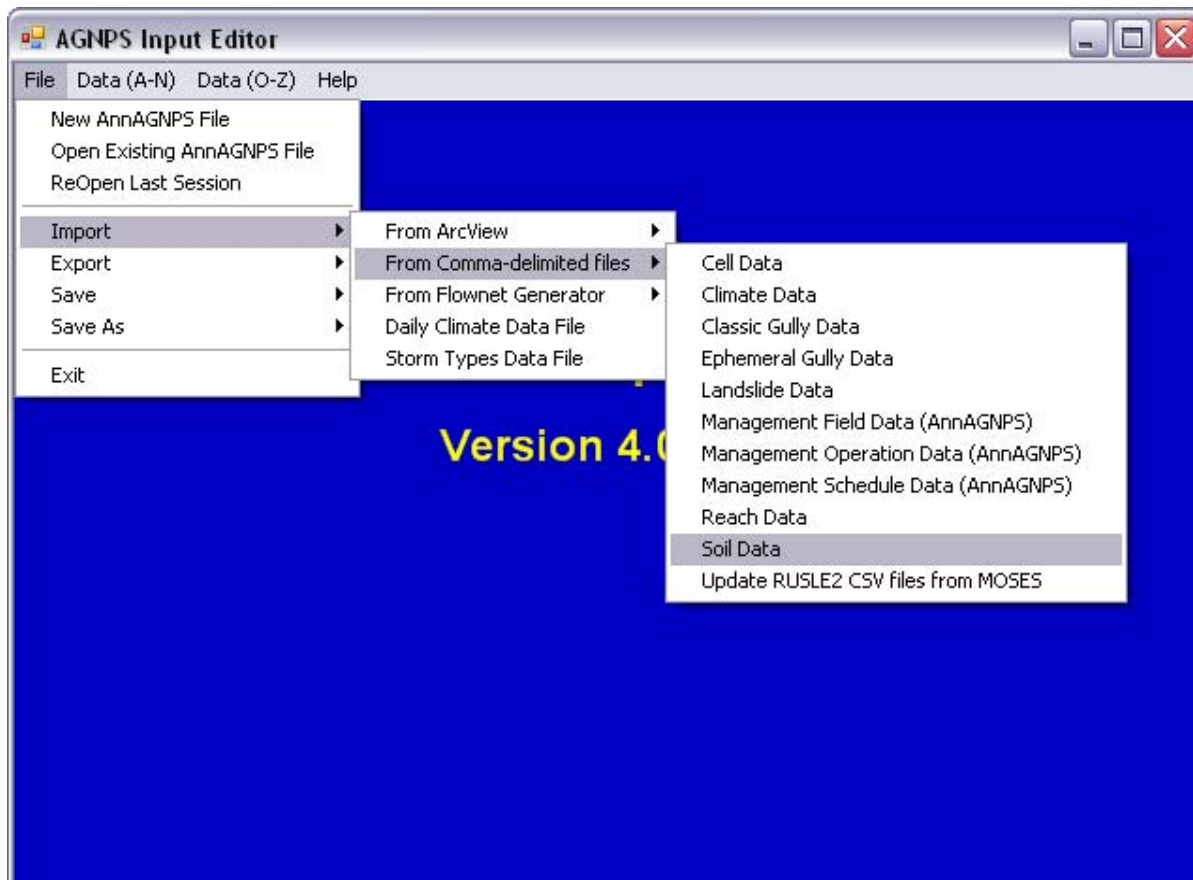 AGNPS Input Editor
File Data (A-N) Data (O-Z) Help
New AnnAGNPS File
Open Existing AnnAGNPS File
ReOpen Last Session
Import
Export
Save
Save As
Exit
From ArcView
From Comma-delimited files
From Flownet Generator
Daily Climate Data File
Storm Types Data File
Cell Data
Climate Data
Classic Gully Data
Ephemeral Gully Data
Landslide Data
Management Field Data (AnnAGNPS)
Management Operation Data (AnnAGNPS)
Management Schedule Data (AnnAGNPS)
Reach Data
Soil Data
Update RUSLE2 CSV files from MOSES
Version 4.0